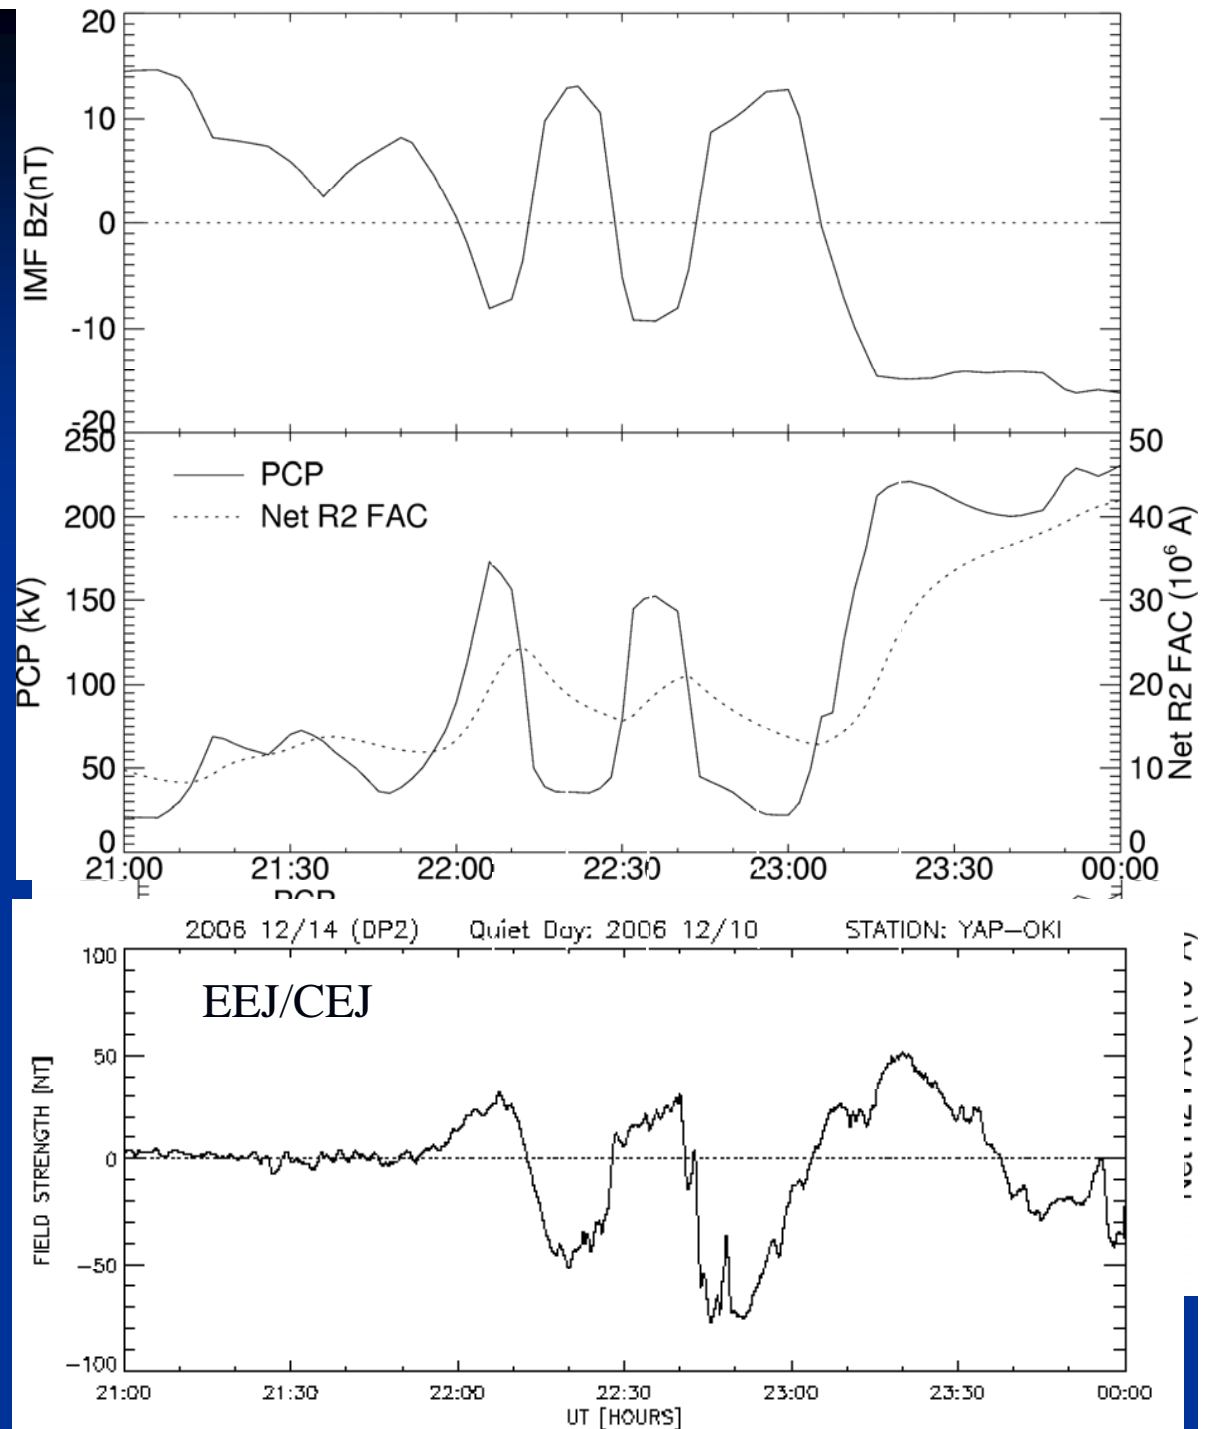 20
10
0
-10
-20
IMF Bz(nT)
250
200
150
100
50
0
PCP (kV)
PCP
Net R2 FAC
50
40
30
20
10
0
Net R2 FAC (10⁶ A)
21:00 21:30 22:00 22:30 23:00 23:30 00:00
PCP
2006 12/14 (DP2) Quiet Day: 2006 12/10 STATION: YAP-OKI
EEJ/CEJ
100
50
0
-50
-100
FIELD STRENGTH [NT]
21:00 21:30 22:00 22:30 23:00 23:30 00:00
UT [HOURS]